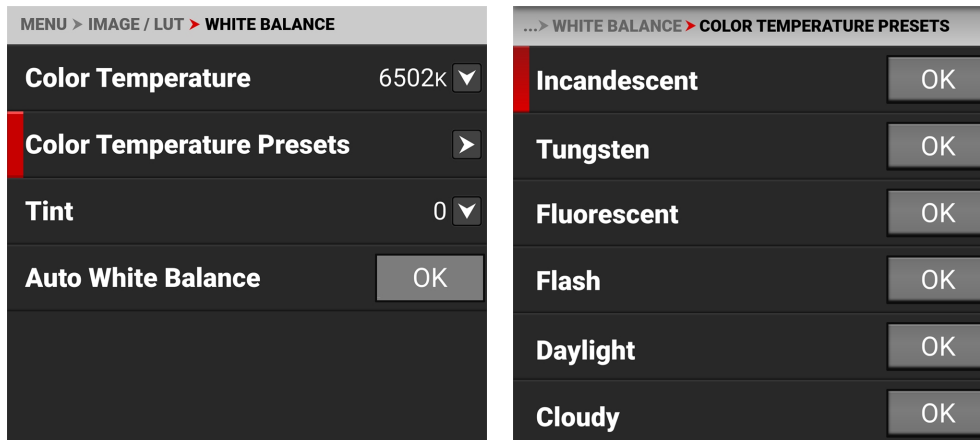 MENU > IMAGE / LUT > WHITE BALANCE
Color Temperature 6502K
Color Temperature Presets
Tint 0
Auto White Balance OK
...> WHITE BALANCE > COLOR TEMPERATURE PRESETS
Incandescent OK
Tungsten OK
Fluorescent OK
Flash OK
Daylight OK
Cloudy OK